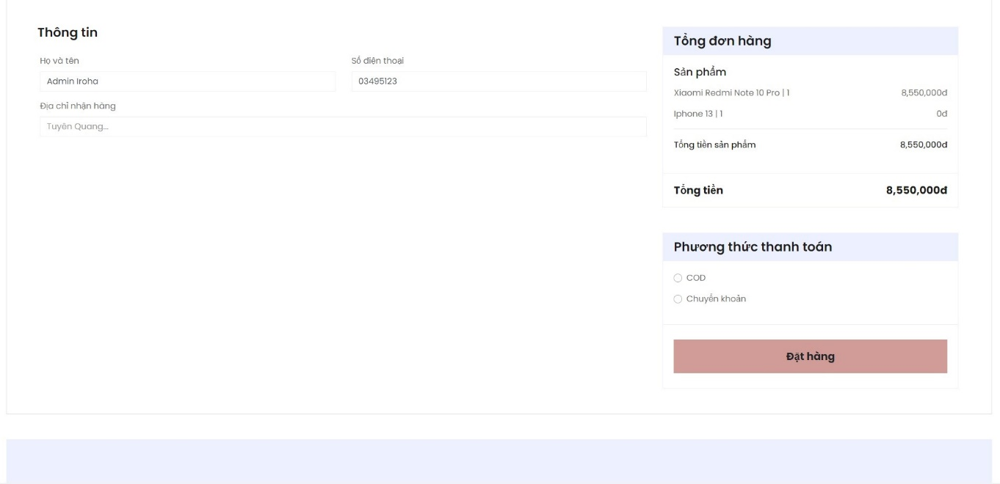 Thông tin
Họ và tên
Số điện thoại
Admin Iroha
03495123
Địa chỉ nhận hàng
Tuyên Quang...
Tổng đơn hàng
Sản phẩm
Xiaomi Redmi Note 10 Pro | 1 8,550,000đ
Iphone 13 | 1 0đ
Tổng tiền sản phẩm 8,550,000đ
Tổng tiền 8,550,000đ
Phương thức thanh toán
COD
Chuyển khoản
Đặt hàng